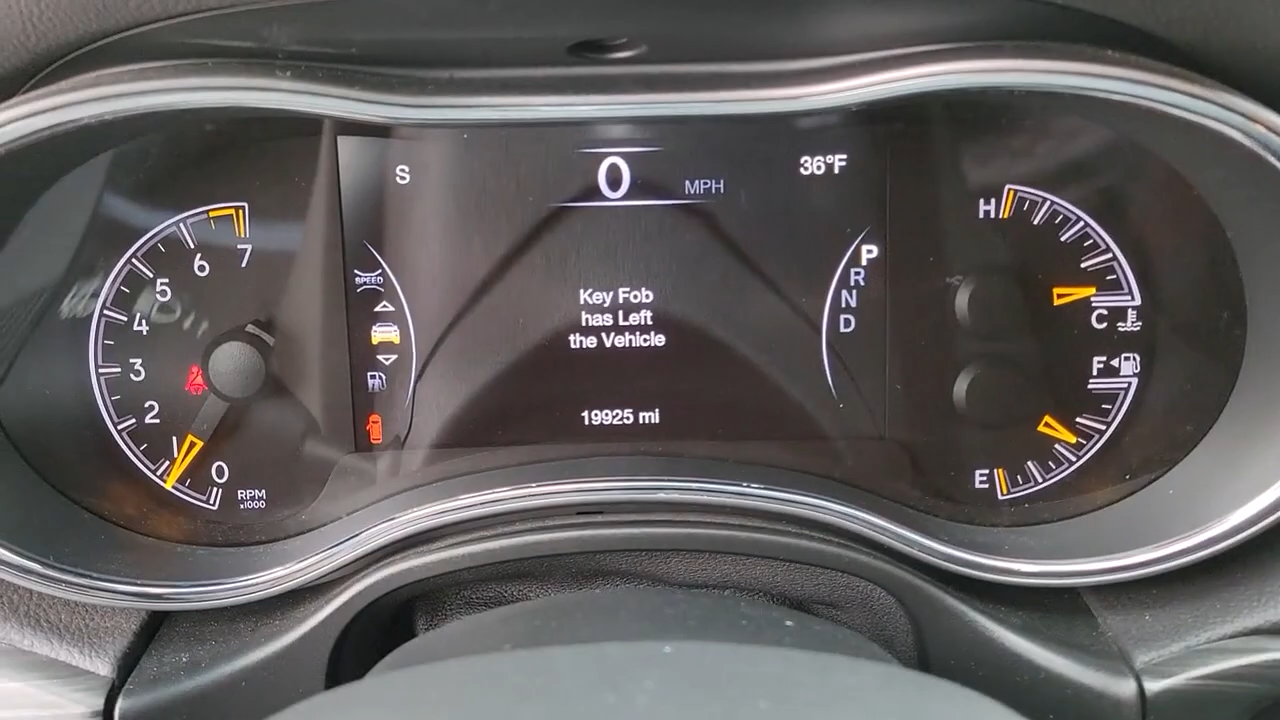 S
0 MPH
36°F
SPEED
7
6
5
4
3
2
1
0
RPM
x1000
Key Fob
has Left
the Vehicle
19925 mi
P
R
N
D
H
C
F
E